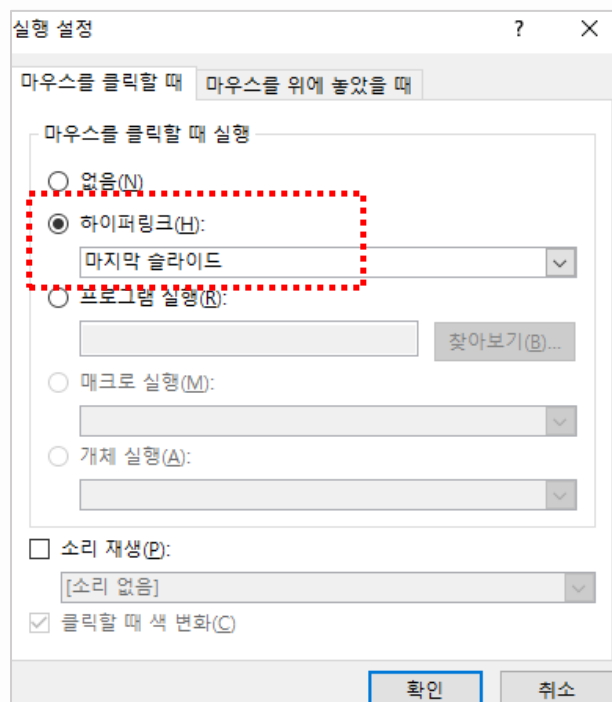 실행 설정 ?
마우스를 클릭할 때 마우스를 위에 놓았을 때
마우스를 클릭할 때 실행
없음(N)
하이퍼링크(H):
마지막 슬라이드
프로그램 실행(R):
찾아보기(B)...
매크로 실행(M):
개체 실행(A):
소리 재생(P):
[소리 없음]
클릭할 때 색 변화(C)
확인 취소